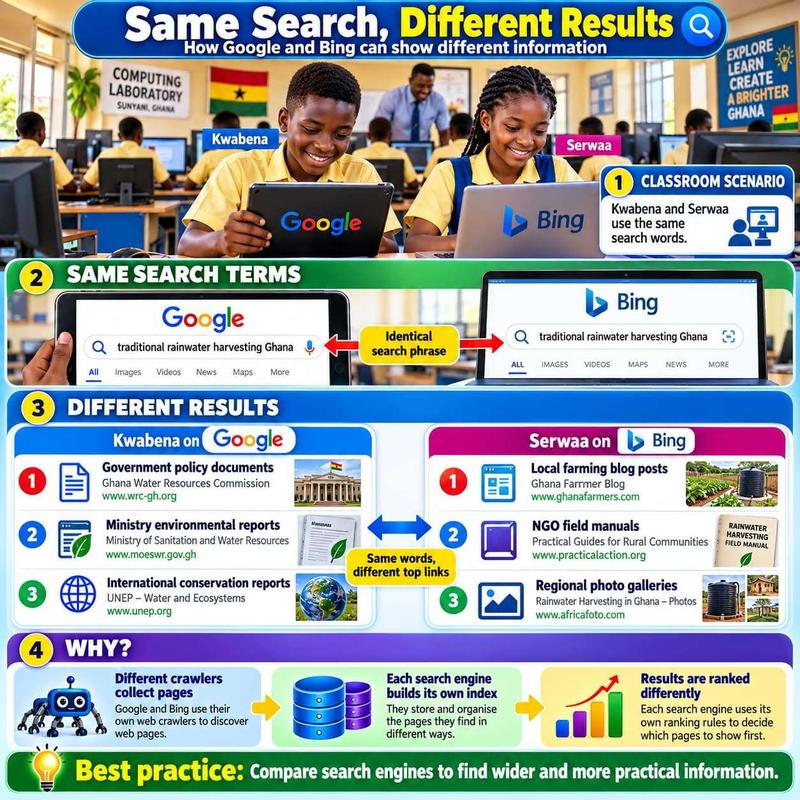 Same Search, Different Results
How Google and Bing can show different information
COMPUTING
LABORATORY
SUNYANI, GHANA
EXPLORE
LEARN
CREATE
A BRIGHTER
GHANA
Kwabena
Serwaa
Google
Bing
1 CLASSROOM SCENARIO
Kwabena and Serwaa
use the same
search words.
2 SAME SEARCH TERMS
Google
traditional rainwater harvesting Ghana
All Images Videos News Maps More
Identical
search phrase
Bing
traditional rainwater harvesting Ghana
ALL IMAGES VIDEOS MAPS NEWS MORE
3 DIFFERENT RESULTS
Kwabena on Google
1 Government policy documents
Ghana Water Resources Commission
www.wrc-gh.org
2 Ministry environmental reports
Ministry of Sanitation and Water Resources
www.moeswr.gov.gh
3 International conservation reports
UNEP – Water and Ecosystems
www.unep.org
Same words,
different top links
Serwaa on Bing
1 Local farming blog posts
Ghana Farmer Blog
www.ghanafarmers.com
2 NGO field manuals
Practical Guides for Rural Communities
www.practicalaction.org
RAINWATER
HARVESTING
FIELD MANUAL
3 Regional photo galleries
Rainwater Harvesting in Ghana – Photos
www.africafoto.com
4 WHY?
Different crawlers
collect pages
Google and Bing use their
own web crawlers to discover
web pages.
Each search engine
builds its own index
They store and organise
the pages they find in
different ways.
Results are ranked
differently
Each search engine uses its
own ranking rules to decide
which pages to show first.
Best practice: Compare search engines to find wider and more practical information.